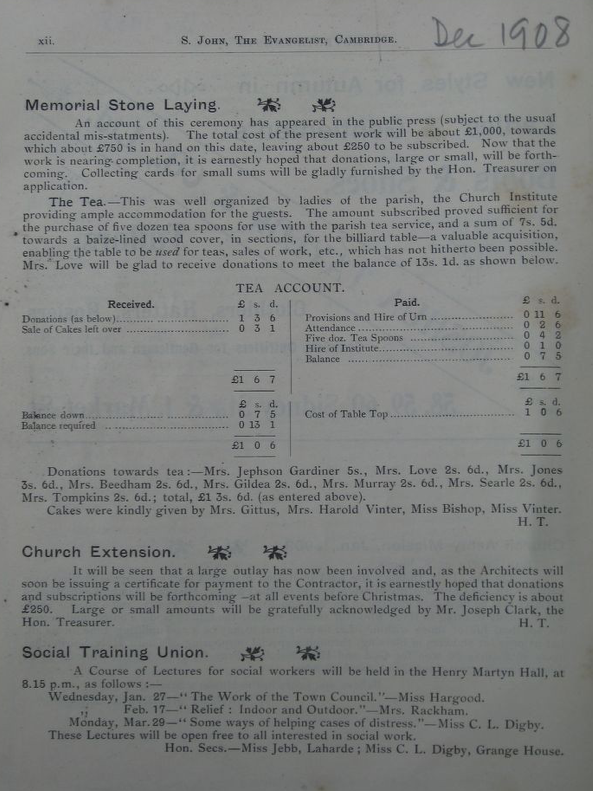 xii. S. John, The Evangelist, Cambridge. Dec 1908
Memorial Stone Laying.
An account of this ceremony has appeared in the public press (subject to the usual
accidental mis-statments). The total cost of the present work will be about £1,000, towards
which about £750 is in hand on this date, leaving about £250 to be subscribed. Now that the
work is nearing completion, it is earnestly hoped that donations, large or small, will be forth-
coming. Collecting cards for small sums will be gladly furnished by the Hon. Treasurer on
application.
The Tea.—This was well organized by ladies of the parish, the Church Institute
providing ample accommodation for the guests. The amount subscribed proved sufficient for
the purchase of five dozen tea spoons for use with the parish tea service, and a sum of 7s. 5d.
towards a baize-lined wood cover, in sections, for the billiard table—a valuable acquisition,
enabling the table to be used for teas, sales of work, etc., which has not hitherto been possible.
Mrs. Love will be glad to receive donations to meet the balance of 13s. 1d. as shown below.
TEA ACCOUNT.
Received. £ s. d.
Donations (as below)........................ 1 3 6
Sale of Cakes left over ........................ 0 3 1
£1 6 7
£ s. d.
Balance down........................ 0 7 5
Balance required ........................ 0 13 1
£1 0 6
Paid. £ s. d.
Provisions and Hire of Urn ........................ 0 11 6
Attendance ........................ 0 2 6
Five doz. Tea Spoons ........................ 0 4 2
Hire of Institute........................ 0 1 0
Balance ........................ 0 7 5
£1 6 7
£ s. d.
Cost of Table Top........................ 1 0 6
£1 0 6
Donations towards tea:—Mrs. Jephson Gardiner 5s., Mrs. Love 2s. 6d., Mrs. Jones
3s. 6d., Mrs. Beedham 2s. 6d., Mrs. Gildea 2s. 6d., Mrs. Murray 2s. 6d., Mrs. Searle 2s. 6d.,
Mrs. Tompkins 2s. 6d.; total, £1 3s. 6d. (as entered above).
Cakes were kindly given by Mrs. Gittus, Mrs. Harold Vinter, Miss Bishop, Miss Vinter.
H. T.
Church Extension.
It will be seen that a large outlay has now been involved and, as the Architects will
soon be issuing a certificate for payment to the Contractor, it is earnestly hoped that donations
and subscriptions will be forthcoming —at all events before Christmas. The deficiency is about
£250. Large or small amounts will be gratefully acknowledged by Mr. Joseph Clark, the
Hon. Treasurer. H. T.
Social Training Union.
A Course of Lectures for social workers will be held in the Henry Martyn Hall, at
8.15 p.m., as follows :—
Wednesday, Jan. 27—“ The Work of the Town Council.”—Miss Hargood.
„ Feb. 17—“ Relief : Indoor and Outdoor.”—Mrs. Rackham.
Monday, Mar. 29—“ Some ways of helping cases of distress.”—Miss C. L. Digby.
These Lectures will be open free to all interested in social work.
Hon. Secs.—Miss Jebb, Laharde ; Miss C. L. Digby, Grange House.